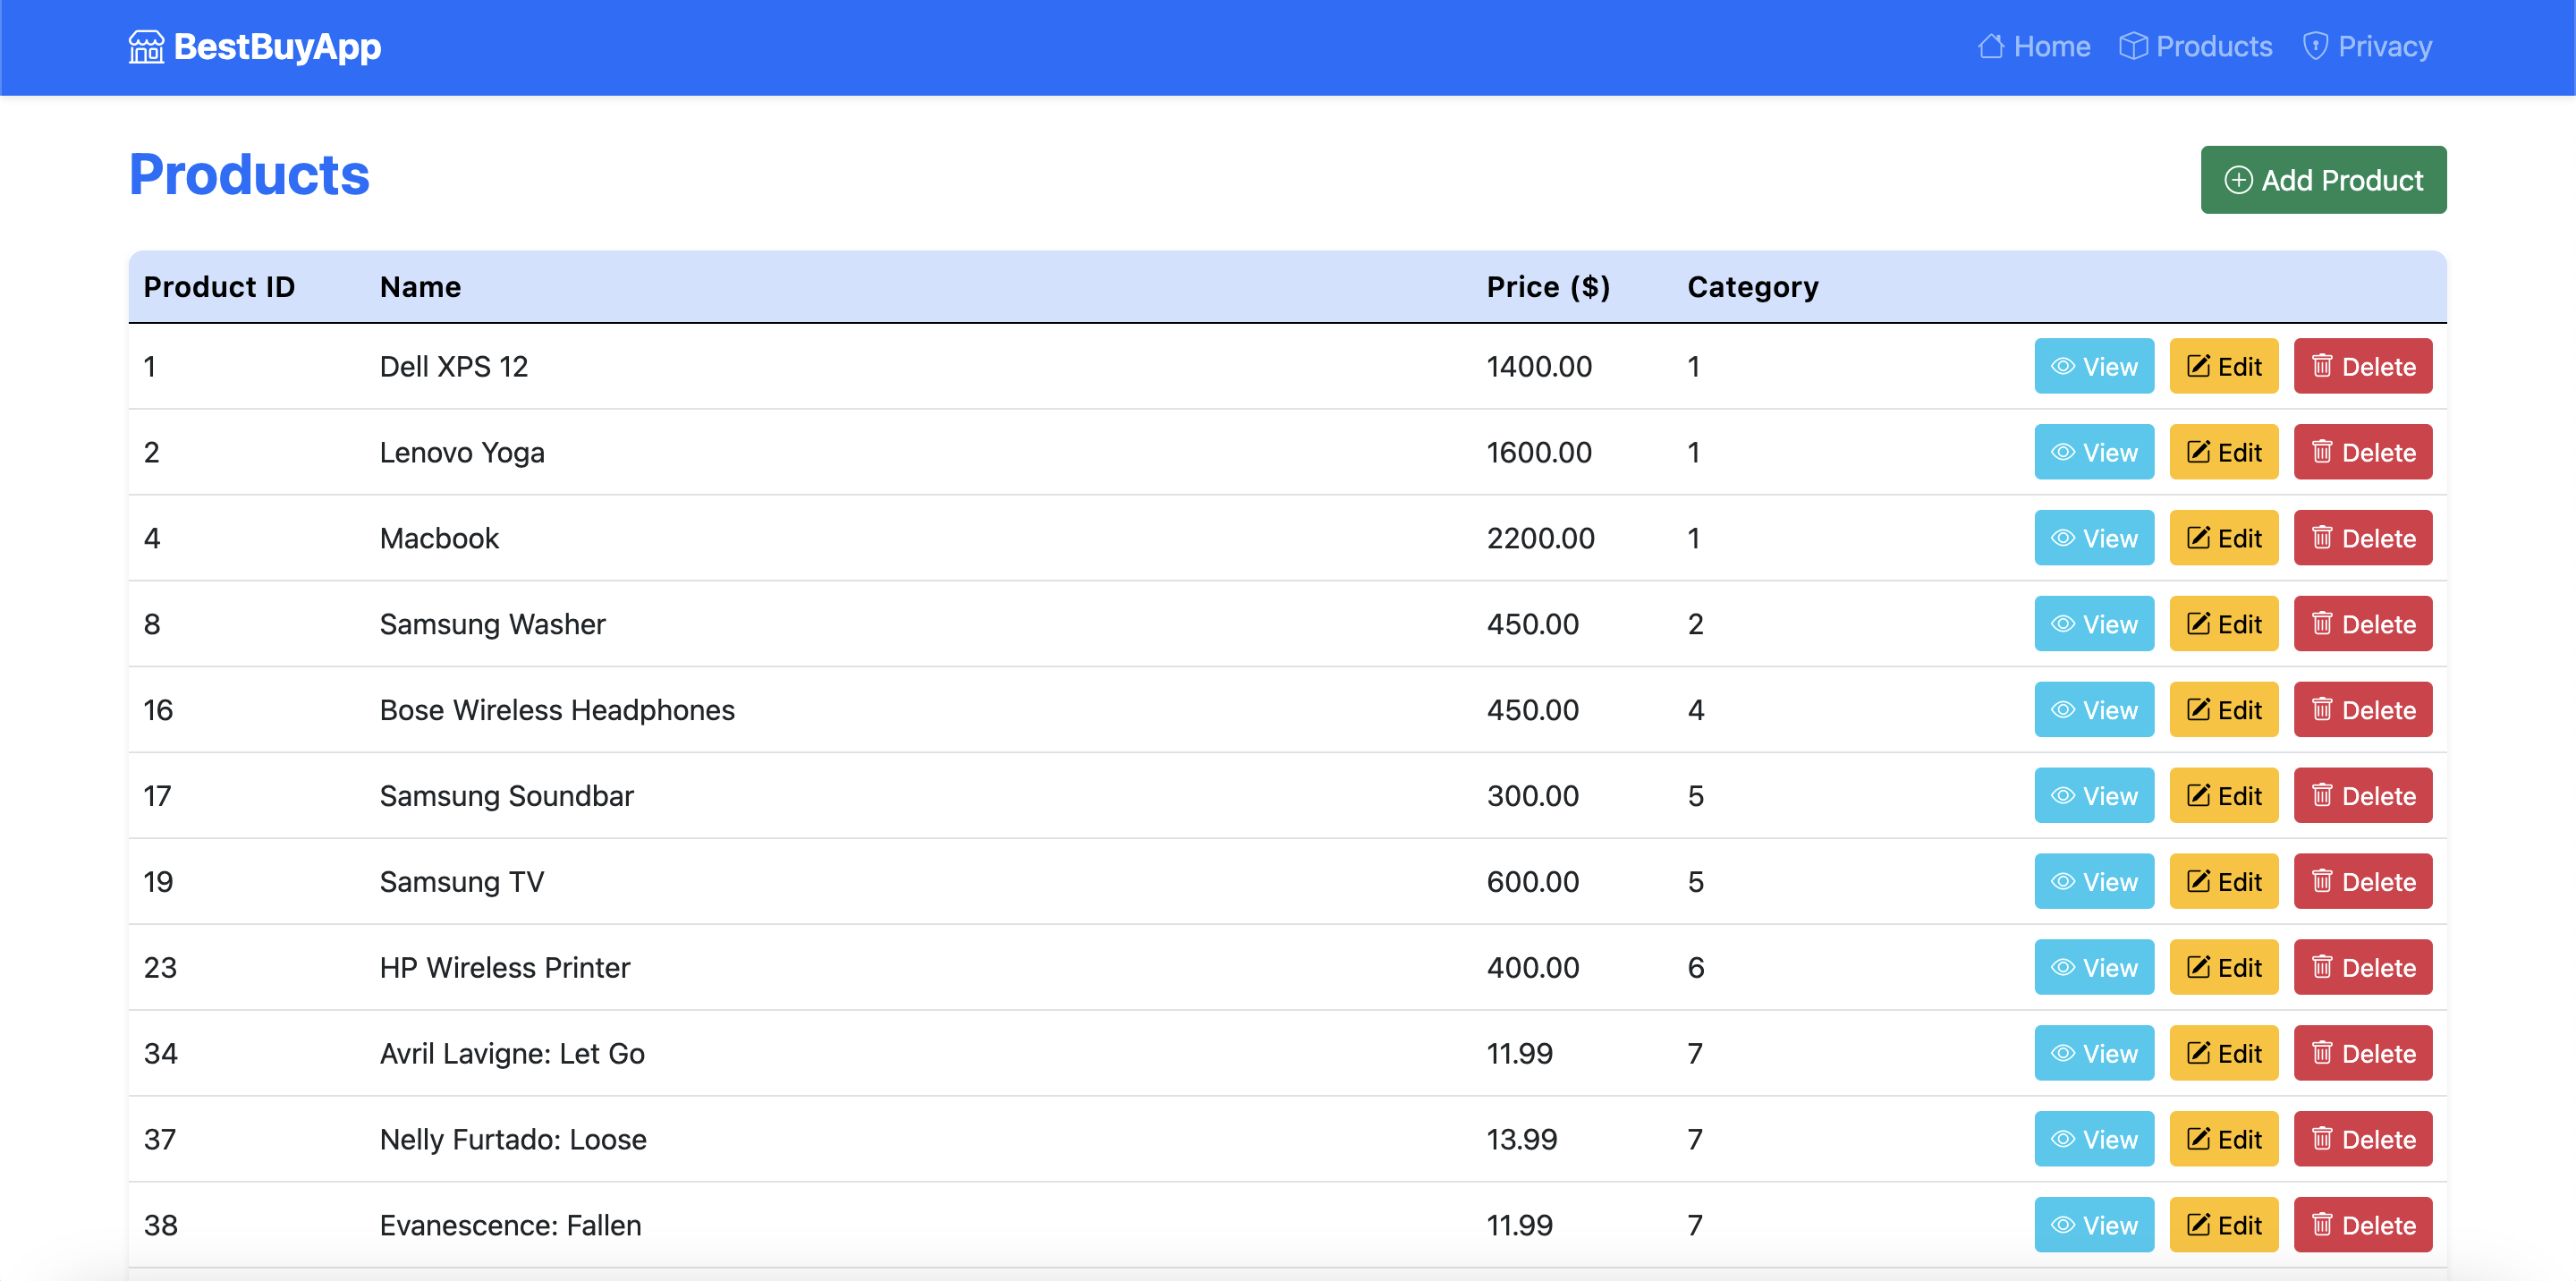 BestBuyApp Home Products Privacy
Products
Add Product
Product ID Name Price ($) Category
1 Dell XPS 12 1400.00 1 View Edit Delete
2 Lenovo Yoga 1600.00 1 View Edit Delete
4 Macbook 2200.00 1 View Edit Delete
8 Samsung Washer 450.00 2 View Edit Delete
16 Bose Wireless Headphones 450.00 4 View Edit Delete
17 Samsung Soundbar 300.00 5 View Edit Delete
19 Samsung TV 600.00 5 View Edit Delete
23 HP Wireless Printer 400.00 6 View Edit Delete
34 Avril Lavigne: Let Go 11.99 7 View Edit Delete
37 Nelly Furtado: Loose 13.99 7 View Edit Delete
38 Evanescence: Fallen 11.99 7 View Edit Delete